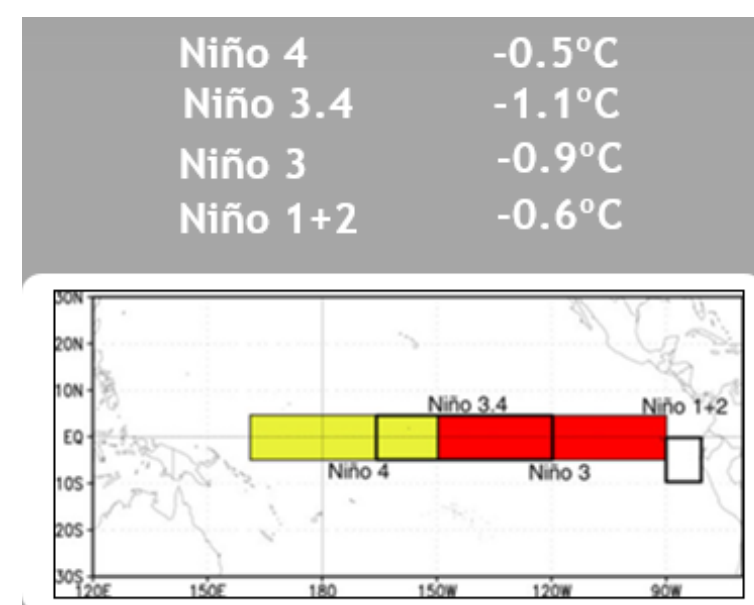 Niño 4 -0.5ºC
Niño 3.4 -1.1ºC
Niño 3 -0.9ºC
Niño 1+2 -0.6ºC
30N
20N
10N
Niño 3.4 Niño 1+2
EQ
Niño 4 Niño 3
10S
20S
30S
120E 150E 180 150W 120W 90W